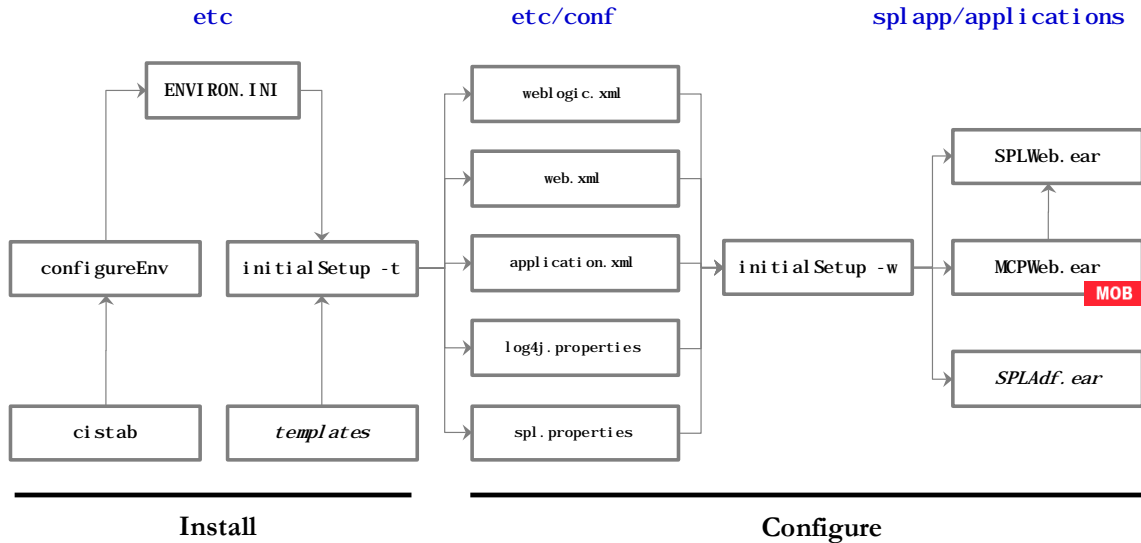 etc
etc/conf
splapp/applications
ENVIRON.INI
configureEnv
cistab
initialSetup -t
templates
weblogic.xml
web.xml
application.xml
log4j.properties
spl.properties
initialSetup -w
SPLWeb.ear
MCPWeb.ear
MOB
SPLAdf.ear
Install
Configure